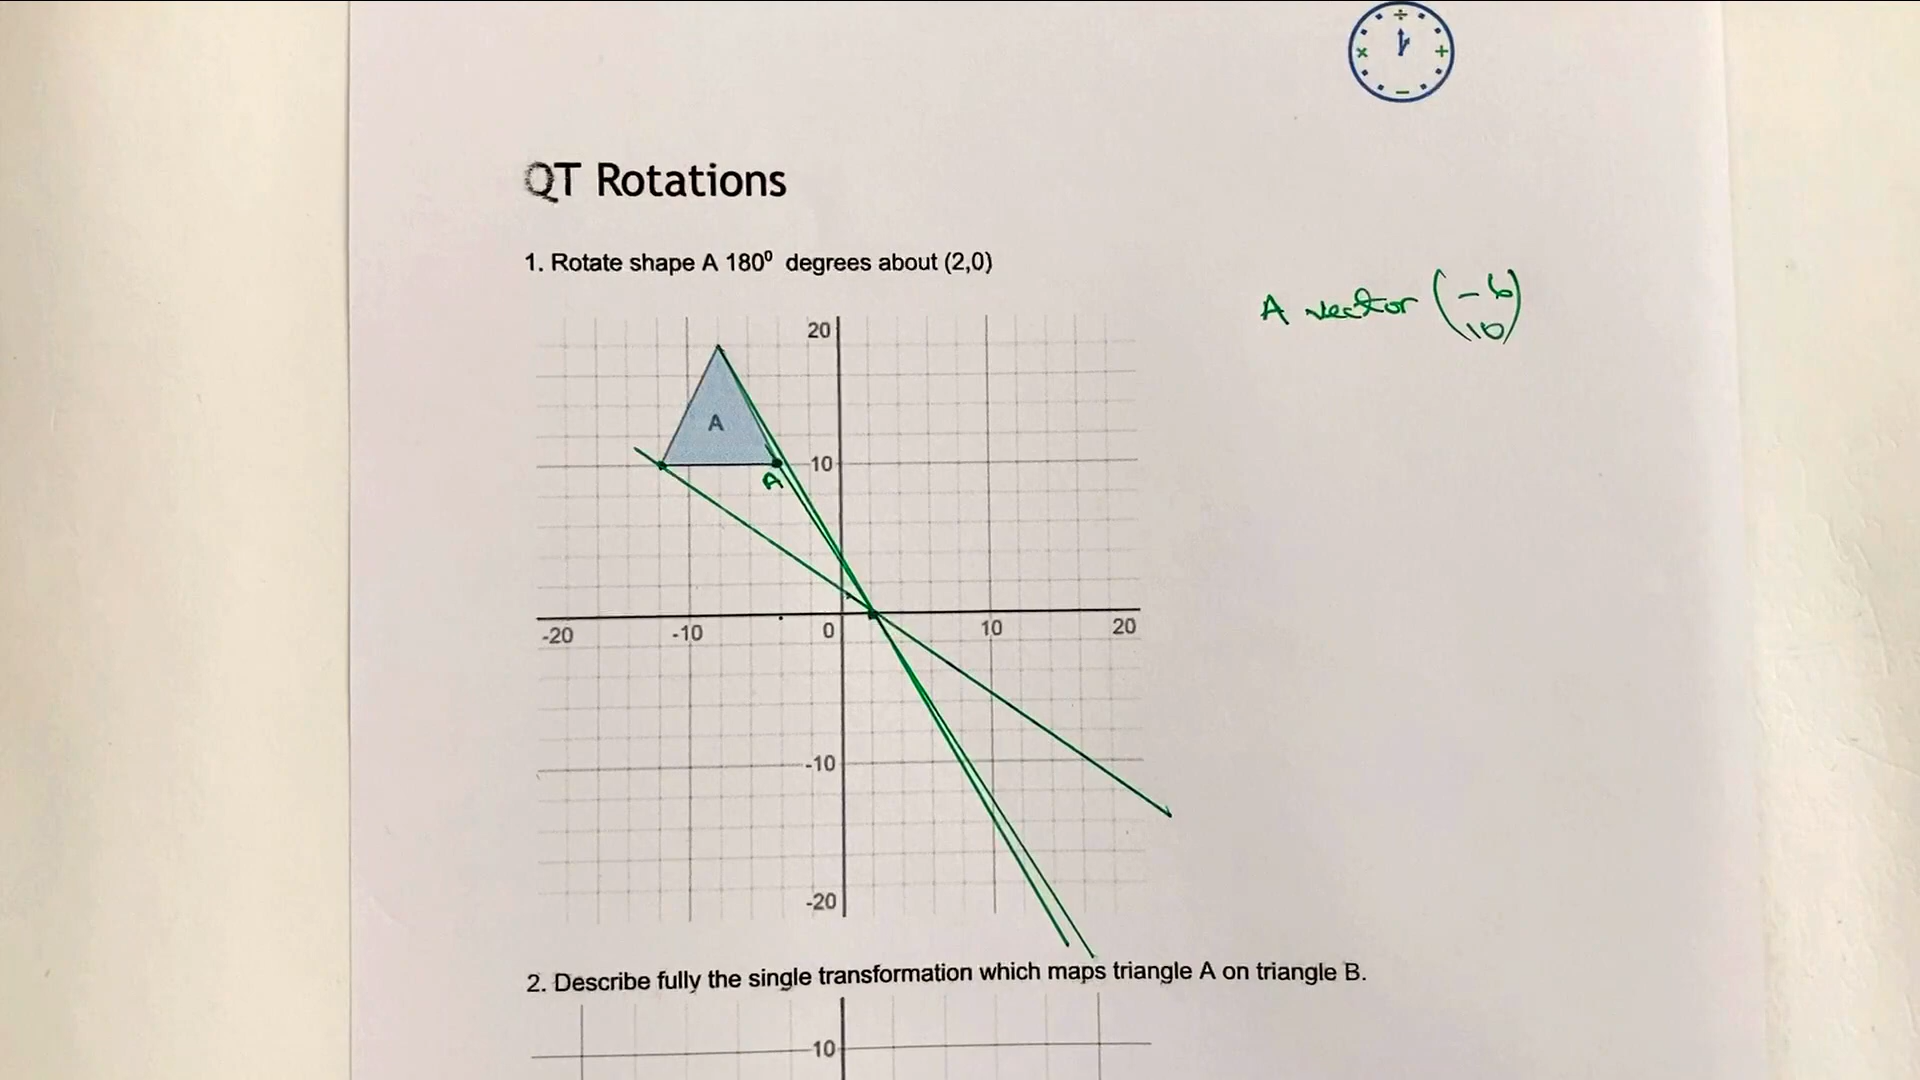 ÷
× +
−
QT Rotations
1. Rotate shape A 180⁰ degrees about (2,0)
A vector (-6
10)
20
A
10
A
-20 -10 0 10 20
-10
-20
2. Describe fully the single transformation which maps triangle A on triangle B.
10